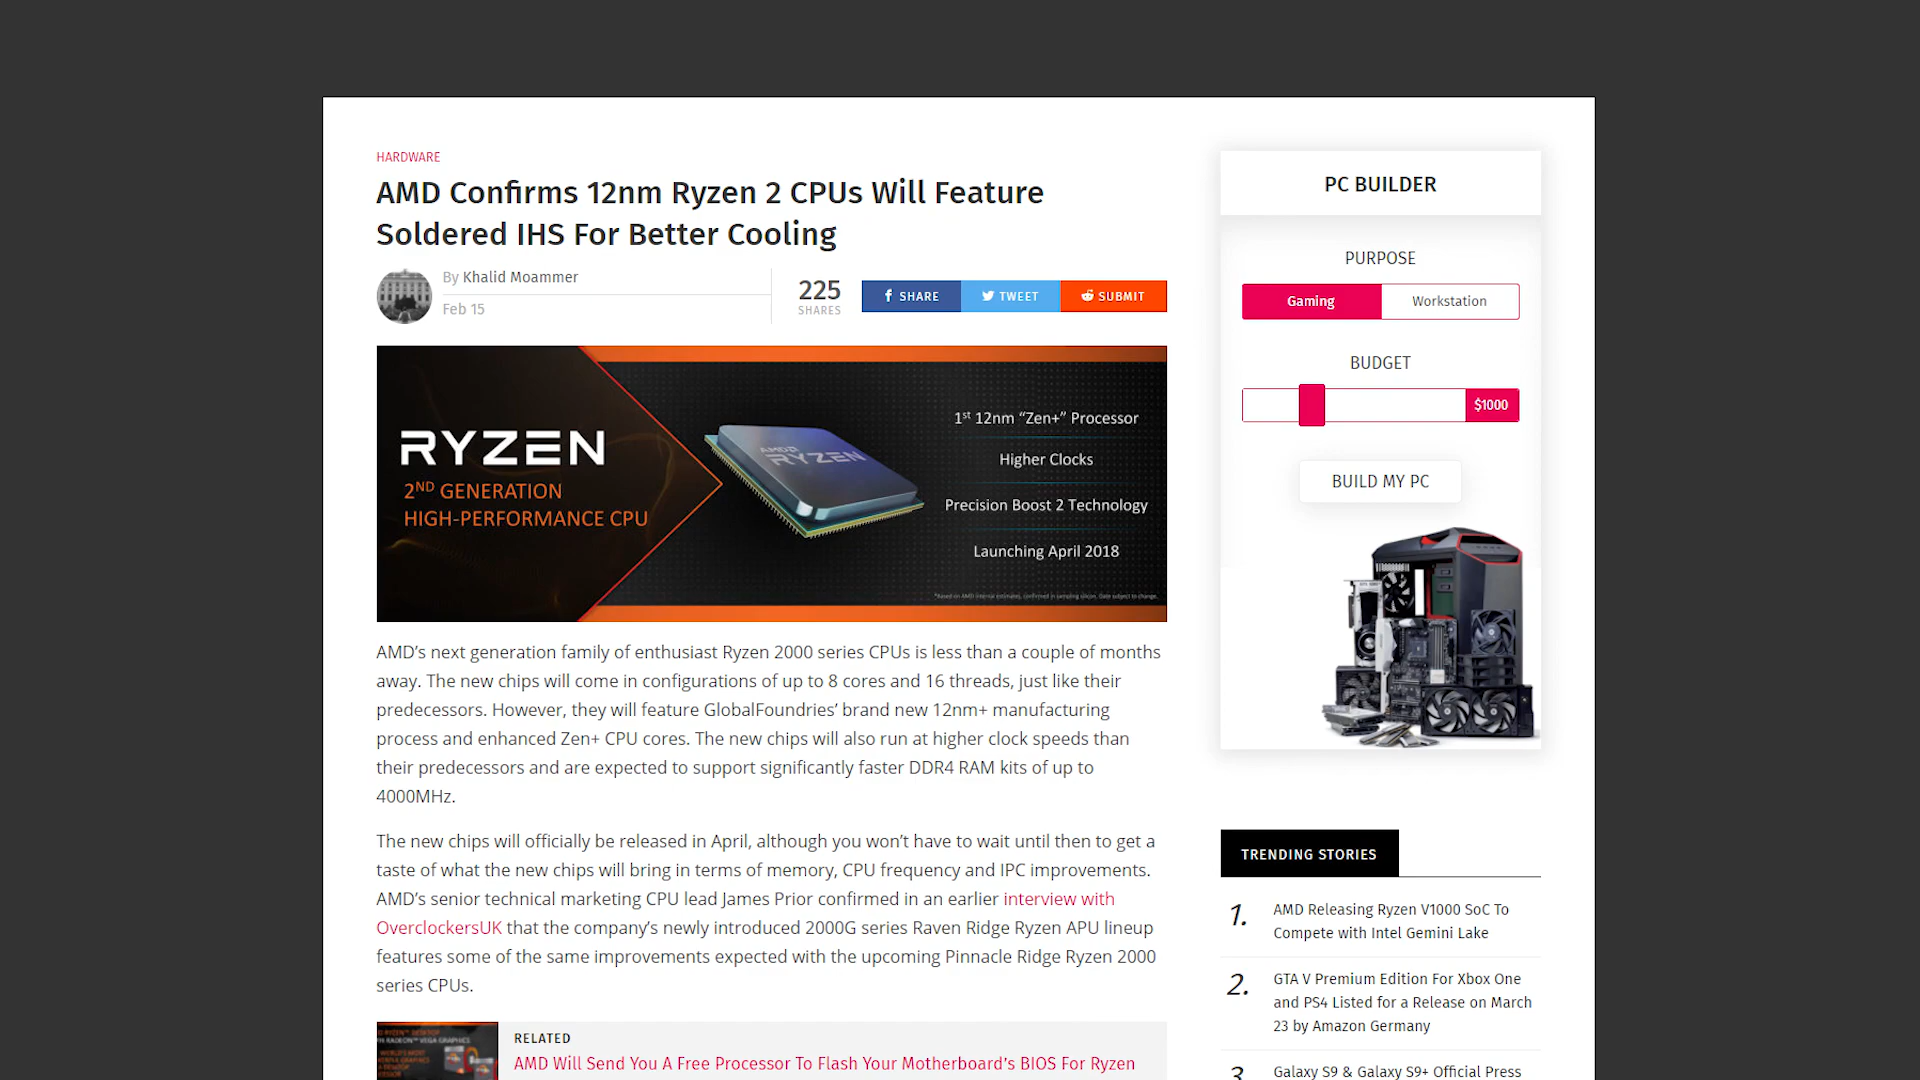 HARDWARE
AMD Confirms 12nm Ryzen 2 CPUs Will Feature
Soldered IHS For Better Cooling
By Khalid Moammer
Feb 15
225
SHARES
SHARE
TWEET
SUBMIT
RYZEN
2ND GENERATION
HIGH-PERFORMANCE CPU
AMD
RYZEN
1st 12nm “Zen+” Processor
Higher Clocks
Precision Boost 2 Technology
Launching April 2018
AMD’s next generation family of enthusiast Ryzen 2000 series CPUs is less than a couple of months
away. The new chips will come in configurations of up to 8 cores and 16 threads, just like their
predecessors. However, they will feature GlobalFoundries’ brand new 12nm+ manufacturing
process and enhanced Zen+ CPU cores. The new chips will also run at higher clock speeds than
their predecessors and are expected to support significantly faster DDR4 RAM kits of up to
4000MHz.
The new chips will officially be released in April, although you won’t have to wait until then to get a
taste of what the new chips will bring in terms of memory, CPU frequency and IPC improvements.
AMD’s senior technical marketing CPU lead James Prior confirmed in an earlier interview with
OverclockersUK that the company’s newly introduced 2000G series Raven Ridge Ryzen APU lineup
features some of the same improvements expected with the upcoming Pinnacle Ridge Ryzen 2000
series CPUs.
RELATED
AMD Will Send You A Free Processor To Flash Your Motherboard’s BIOS For Ryzen
PC BUILDER
PURPOSE
Gaming
Workstation
BUDGET
$1000
BUILD MY PC
TRENDING STORIES
1.
AMD Releasing Ryzen V1000 SoC To
Compete with Intel Gemini Lake
2.
GTA V Premium Edition For Xbox One
and PS4 Listed for a Release on March
23 by Amazon Germany
3
Galaxy S9 & Galaxy S9+ Official Press